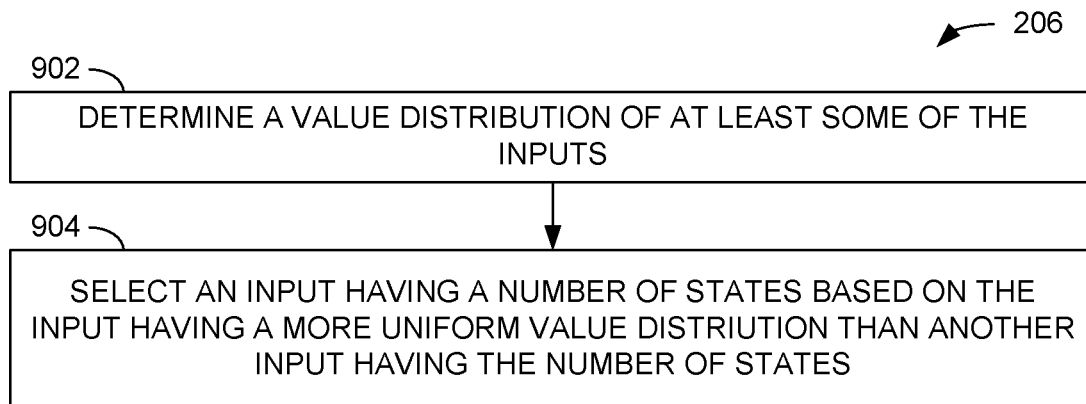 206
902
DETERMINE A VALUE DISTRIBUTION OF AT LEAST SOME OF THE
INPUTS
904
SELECT AN INPUT HAVING A NUMBER OF STATES BASED ON THE
INPUT HAVING A MORE UNIFORM VALUE DISTRIUTION THAN ANOTHER
INPUT HAVING THE NUMBER OF STATES